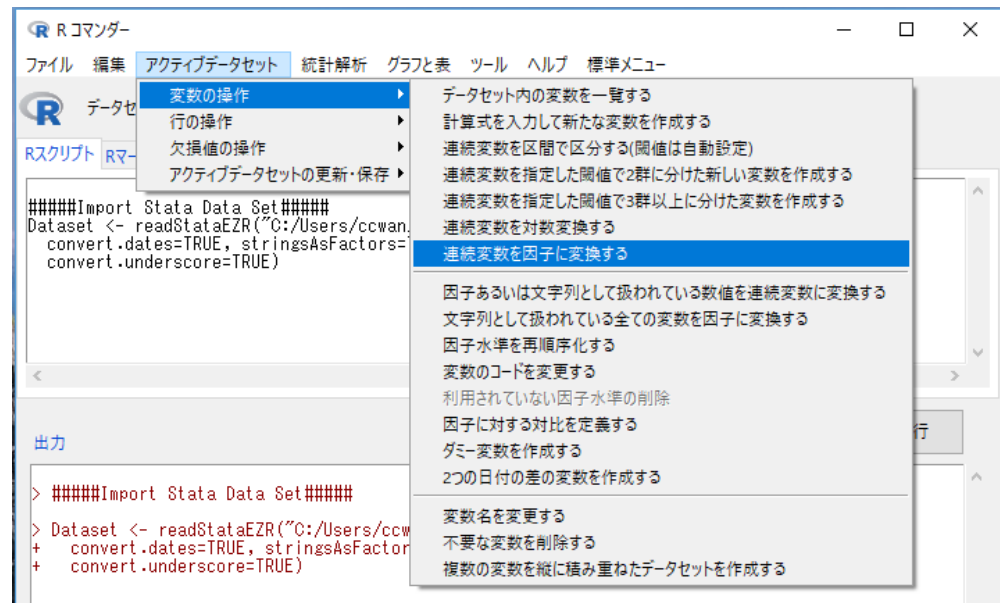 R コマンダー
ファイル 編集 アクティブデータセット 統計解析 グラフと表 ツール ヘルプ 標準メニュー
データセ
変数の操作
行の操作
欠損値の操作
アクティブデータセットの更新・保存
データセット内の変数を一覧する
計算式を入力して新たな変数を作成する
連続変数を区間で区分する(閾値は自動設定)
連続変数を指定した閾値で2群に分けた新しい変数を作成する
連続変数を指定した閾値で3群以上に分けた変数を作成する
連続変数を対数変換する
連続変数を因子に変換する
因子あるいは文字列として扱われている数値を連続変数に変換する
文字列として扱われている全ての変数を因子に変換する
因子水準を再順序化する
変数のコードを変更する
利用されていない因子水準の削除
因子に対する対比を定義する
ダミー変数を作成する
2つの日付の差の変数を作成する
変数名を変更する
不要な変数を削除する
複数の変数を縦に積み重ねたデータセットを作成する
Rスクリプト Rマー
#####Import Stata Data Set#####
Dataset <- readStataEZR("C:/Users/ccwan
convert.dates=TRUE, stringsAsFactors=
convert.underscore=TRUE)
行
出力
> #####Import Stata Data Set#####
> Dataset <- readStataEZR("C:/Users/ccw
+ convert.dates=TRUE, stringsAsFactor
+ convert.underscore=TRUE)